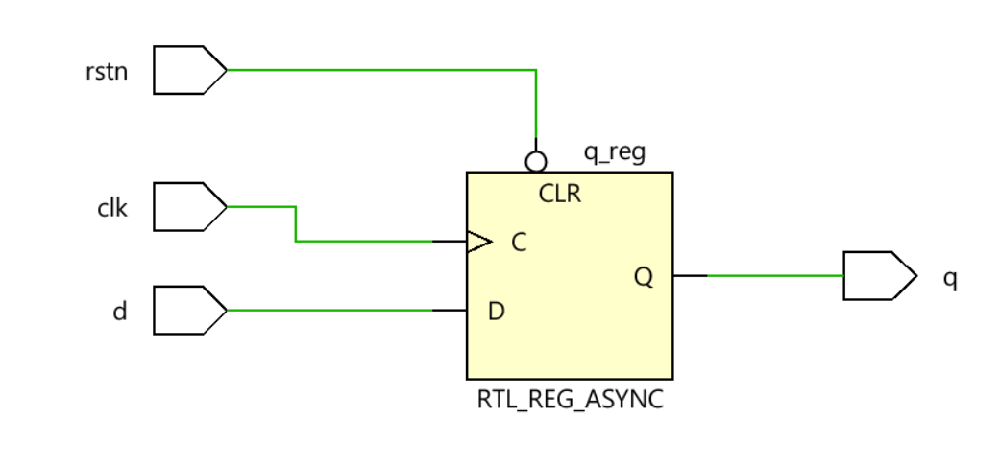 rstn
q_reg
CLR
clk
C
Q
q
d
D
RTL_REG_ASYNC